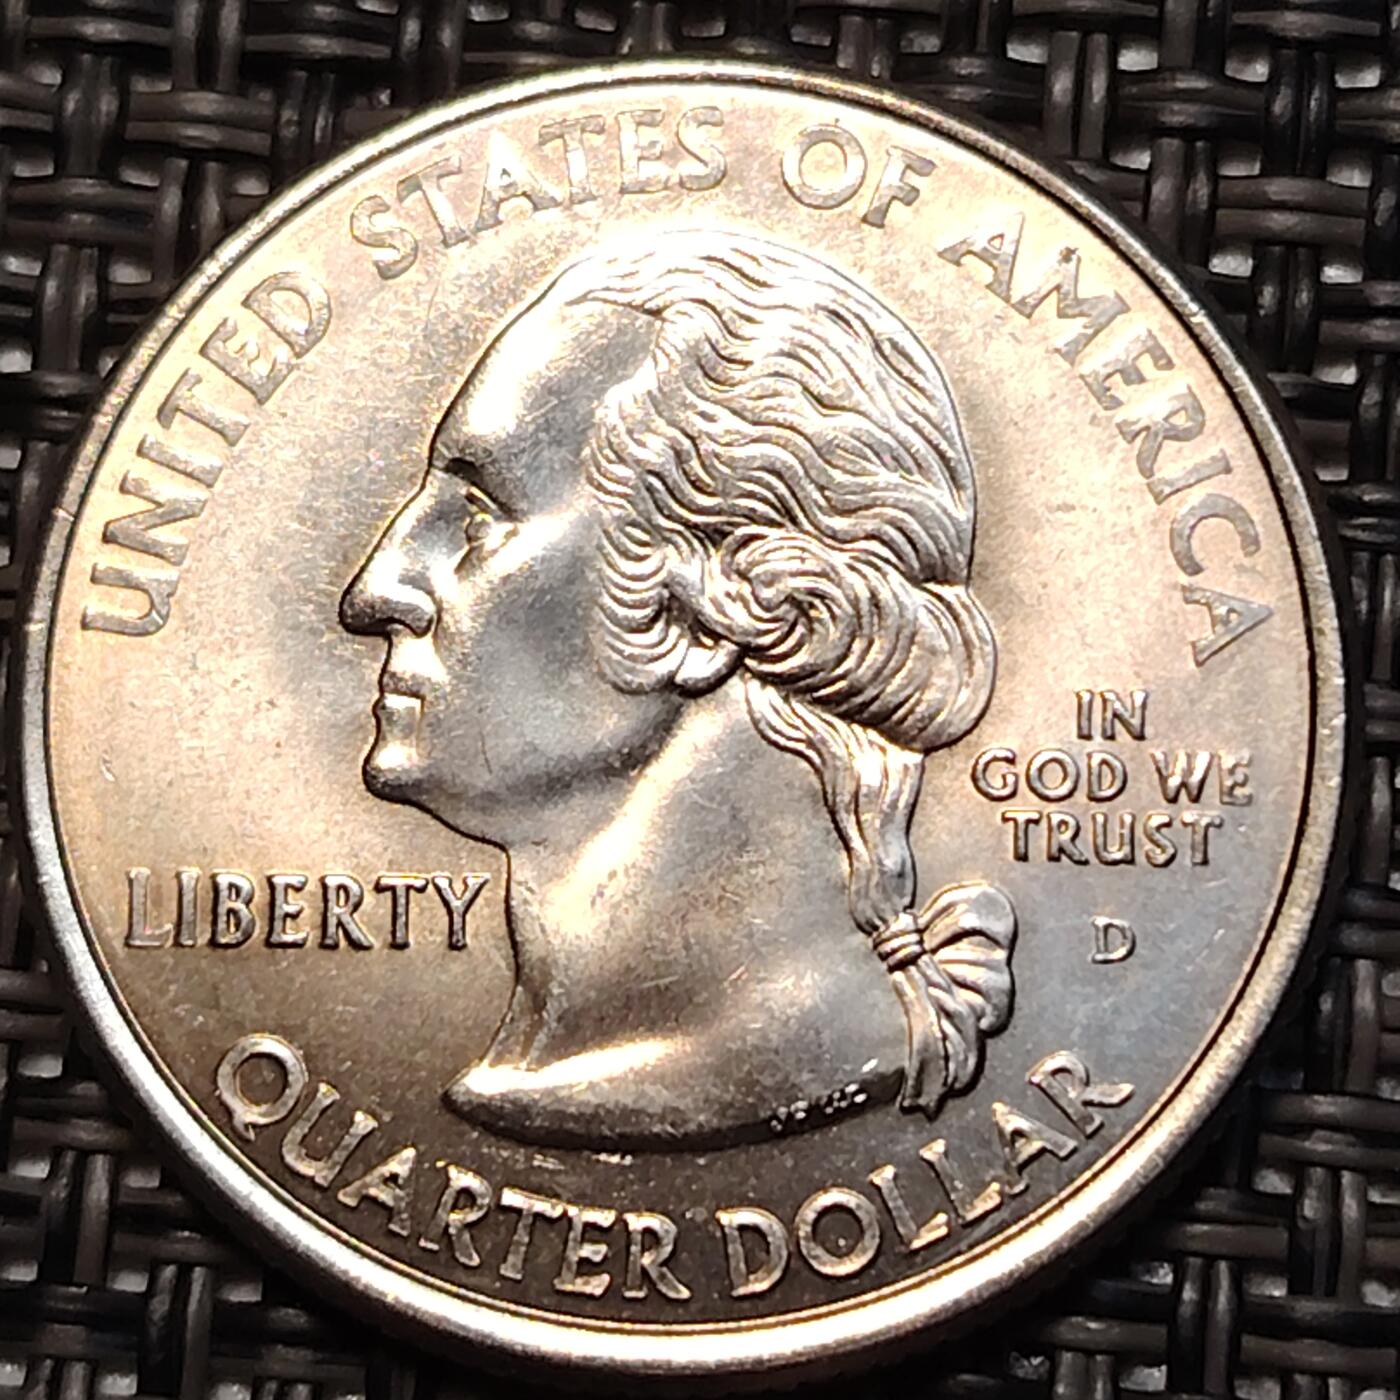 UNITED STATES OF AMERICA
LIBERTY
IN
GOD WE
TRUST
D
QUARTER DOLLAR